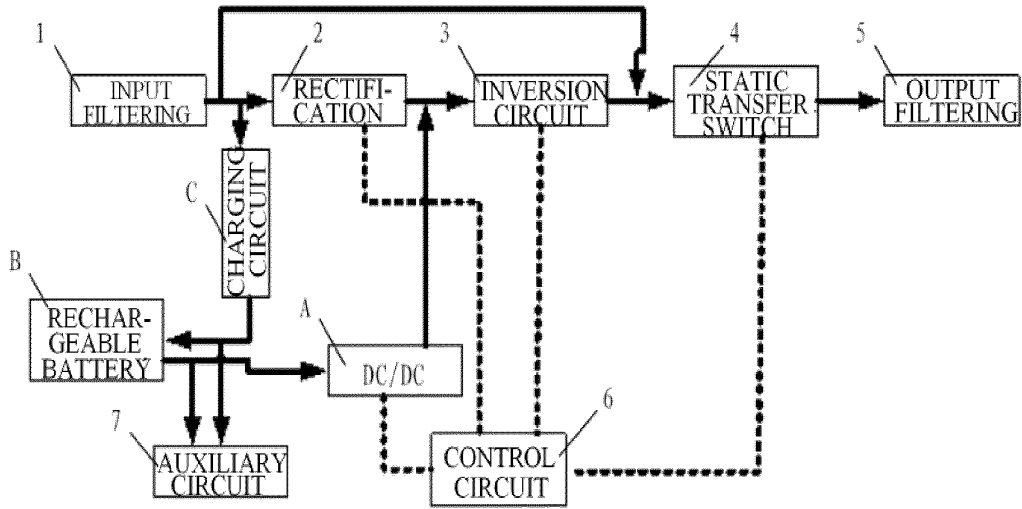 1
2
3
4
5
INPUT
FILTERING
RECTIFI-
CATION
INVERSION
CIRCUIT
STATIC
TRANSFER
SWITCH
OUTPUT
FILTERING
C
CHARGING
CIRCUIT
B
RECHAR-
GEABLE
BATTERY
A
DC/DC
7
AUXILIARY
CIRCUIT
6
CONTROL
CIRCUIT